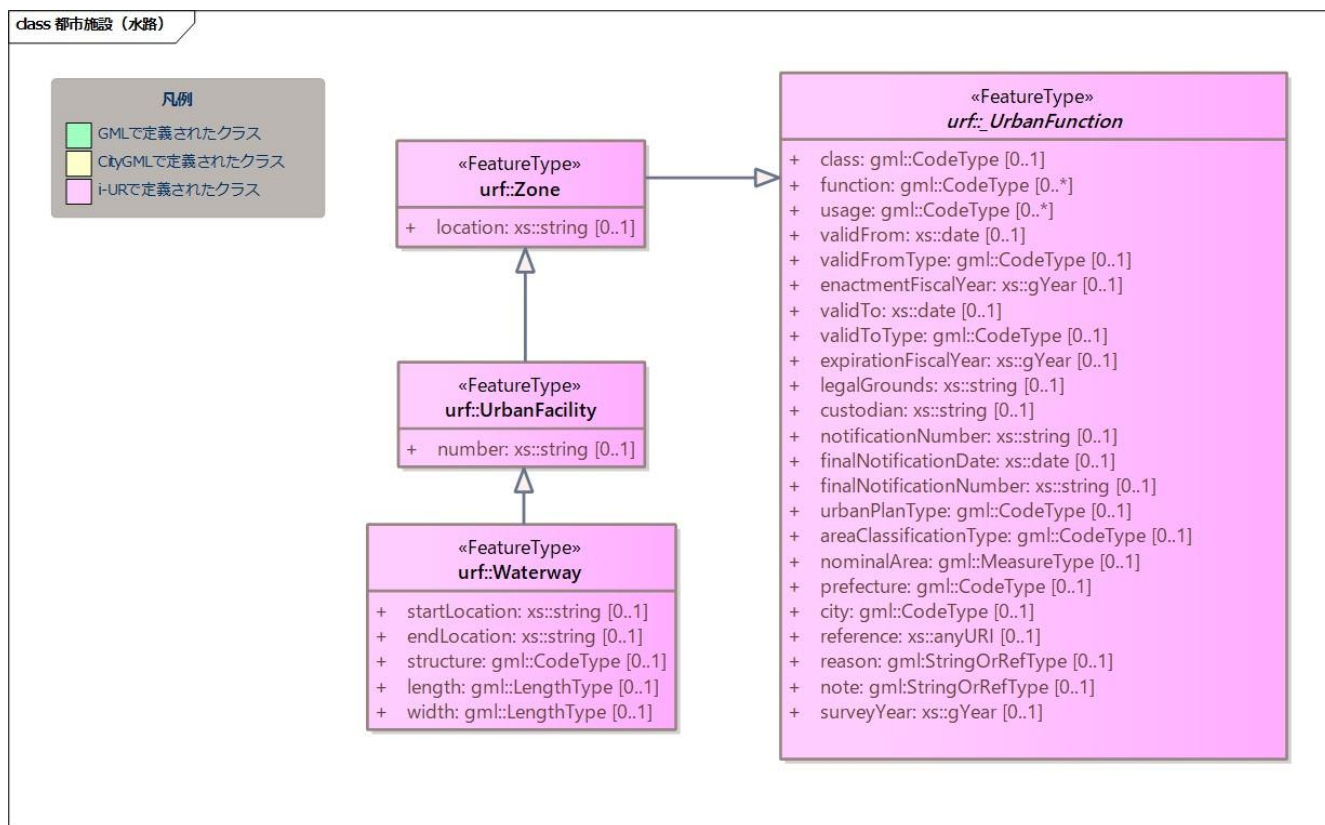 class 都市施設（水路）
凡例
GMLで定義されたクラス
CityGMLで定義されたクラス
i-URで定義されたクラス
«FeatureType»
urf::Zone
+ location: xs::string [0..1]
«FeatureType»
urf::UrbanFacility
+ number: xs::string [0..1]
«FeatureType»
urf::Waterway
+ startLocation: xs::string [0..1]
+ endLocation: xs::string [0..1]
+ structure: gml::CodeType [0..1]
+ length: gml::LengthType [0..1]
+ width: gml::LengthType [0..1]
«FeatureType»
urf::_UrbanFunction
+ class: gml::CodeType [0..1]
+ function: gml::CodeType [0..*]
+ usage: gml::CodeType [0..*]
+ validFrom: xs::date [0..1]
+ validFromType: gml::CodeType [0..1]
+ enactmentFiscalYear: xs::gYear [0..1]
+ validTo: xs::date [0..1]
+ validToType: gml::CodeType [0..1]
+ expirationFiscalYear: xs::gYear [0..1]
+ legalGrounds: xs::string [0..1]
+ custodian: xs::string [0..1]
+ notificationNumber: xs::string [0..1]
+ finalNotificationDate: xs::date [0..1]
+ finalNotificationNumber: xs::string [0..1]
+ urbanPlanType: gml::CodeType [0..1]
+ areaClassificationType: gml::CodeType [0..1]
+ nominalArea: gml::MeasureType [0..1]
+ prefecture: gml::CodeType [0..1]
+ city: gml::CodeType [0..1]
+ reference: xs::anyURI [0..1]
+ reason: gml:StringOrRefType [0..1]
+ note: gml:StringOrRefType [0..1]
+ surveyYear: xs::gYear [0..1]